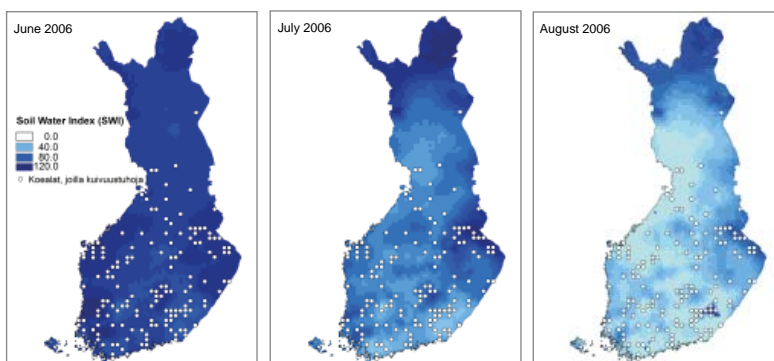 June 2006
July 2006
August 2006
Soil Water Index (SWI)
0.0
40.0
80.0
120.0
Koealat, joilla kuivuustuhoja